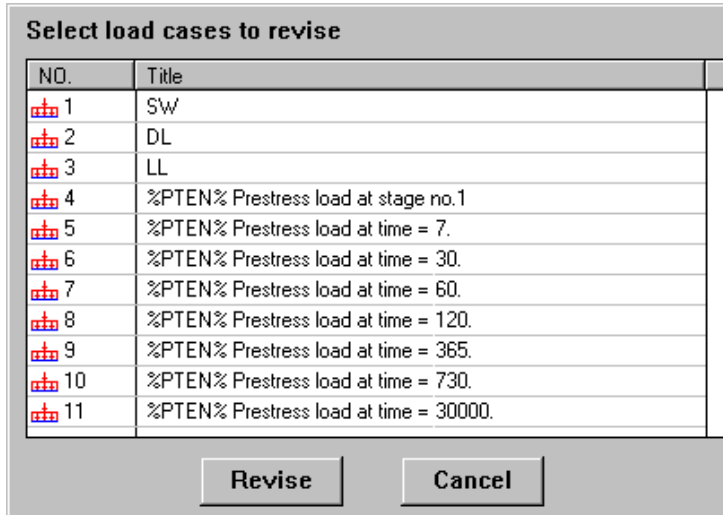 Select load cases to revise
NO. Title
1 SW
2 DL
3 LL
4 %PTEN% Prestress load at stage no.1
5 %PTEN% Prestress load at time = 7.
6 %PTEN% Prestress load at time = 30.
7 %PTEN% Prestress load at time = 60.
8 %PTEN% Prestress load at time = 120.
9 %PTEN% Prestress load at time = 365.
10 %PTEN% Prestress load at time = 730.
11 %PTEN% Prestress load at time = 30000.
Revise Cancel